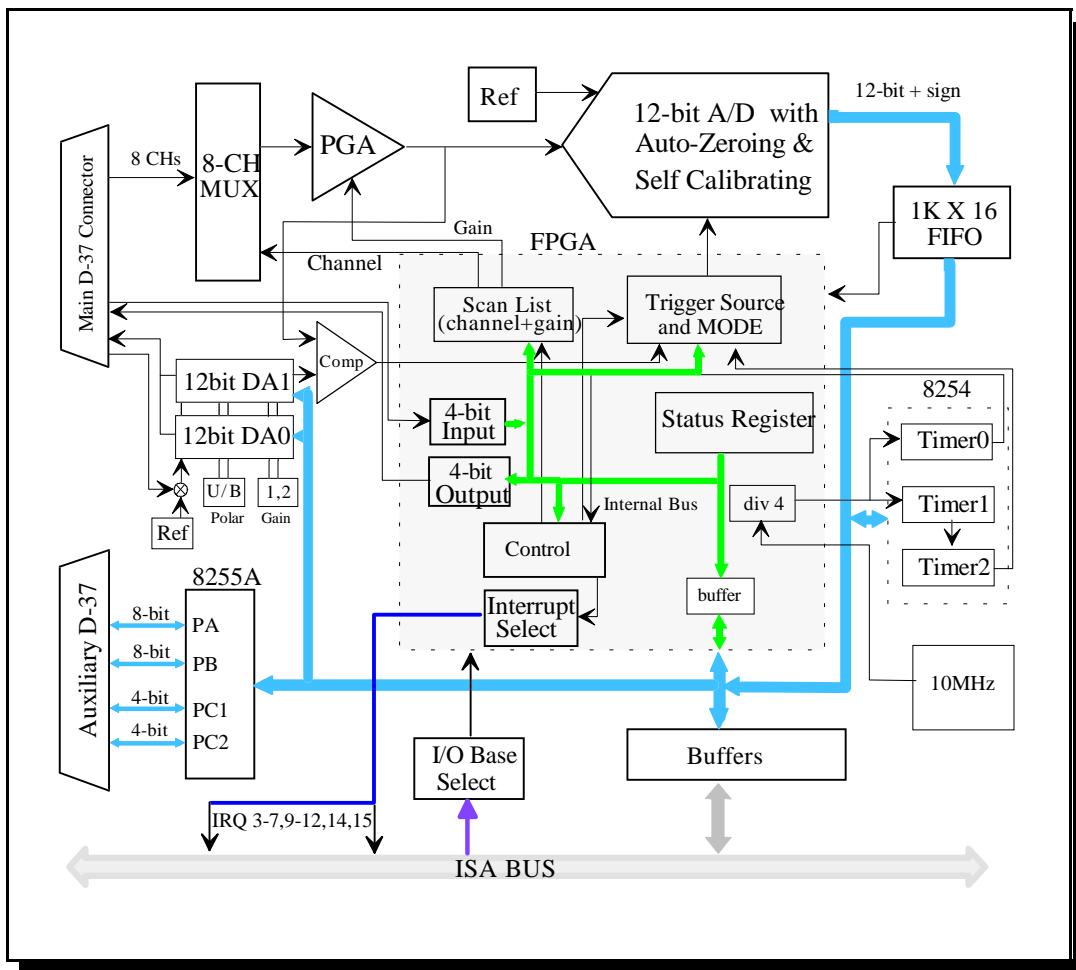 Ref
12-bit A/D with
Auto-Zeroing &
Self Calibrating
12-bit + sign
PGA
8 CHs
8-CH
MUX
Main D-37 Connector
1K X 16
FIFO
Gain
FPGA
Channel
Scan List
(channel+gain)
Trigger Source
and MODE
Comp
12bit DA1
12bit DA0
8254
4-bit
Input
Status Register
Timer0
4-bit
Output
U/B
1,2
Polar
Gain
Ref
Internal Bus
div 4
Timer1
Control
Timer2
8255A
Auxiliary D-37
8-bit
PA
8-bit
PB
4-bit
PC1
4-bit
PC2
Interrupt
Select
buffer
10MHz
I/O Base
Select
Buffers
IRQ 3-7,9-12,14,15
ISA BUS